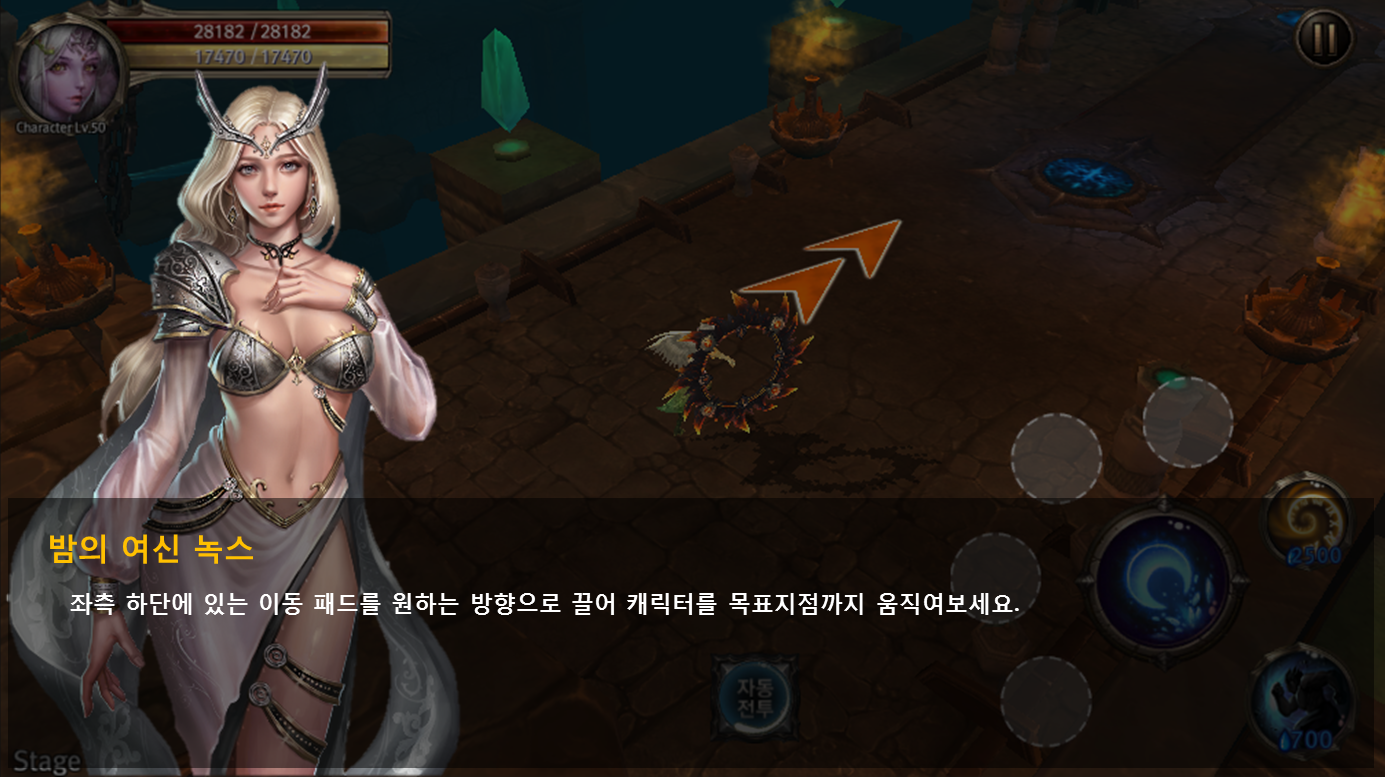 28182 /28182
17470 / 17470
Character Lv.50
밤의 여신 녹스
좌측 하단에 있는 이동 패드를 원하는 방향으로 끌어 캐릭터를 목표지점까지 움직여보세요.
2500
자동
전투
700
Stage